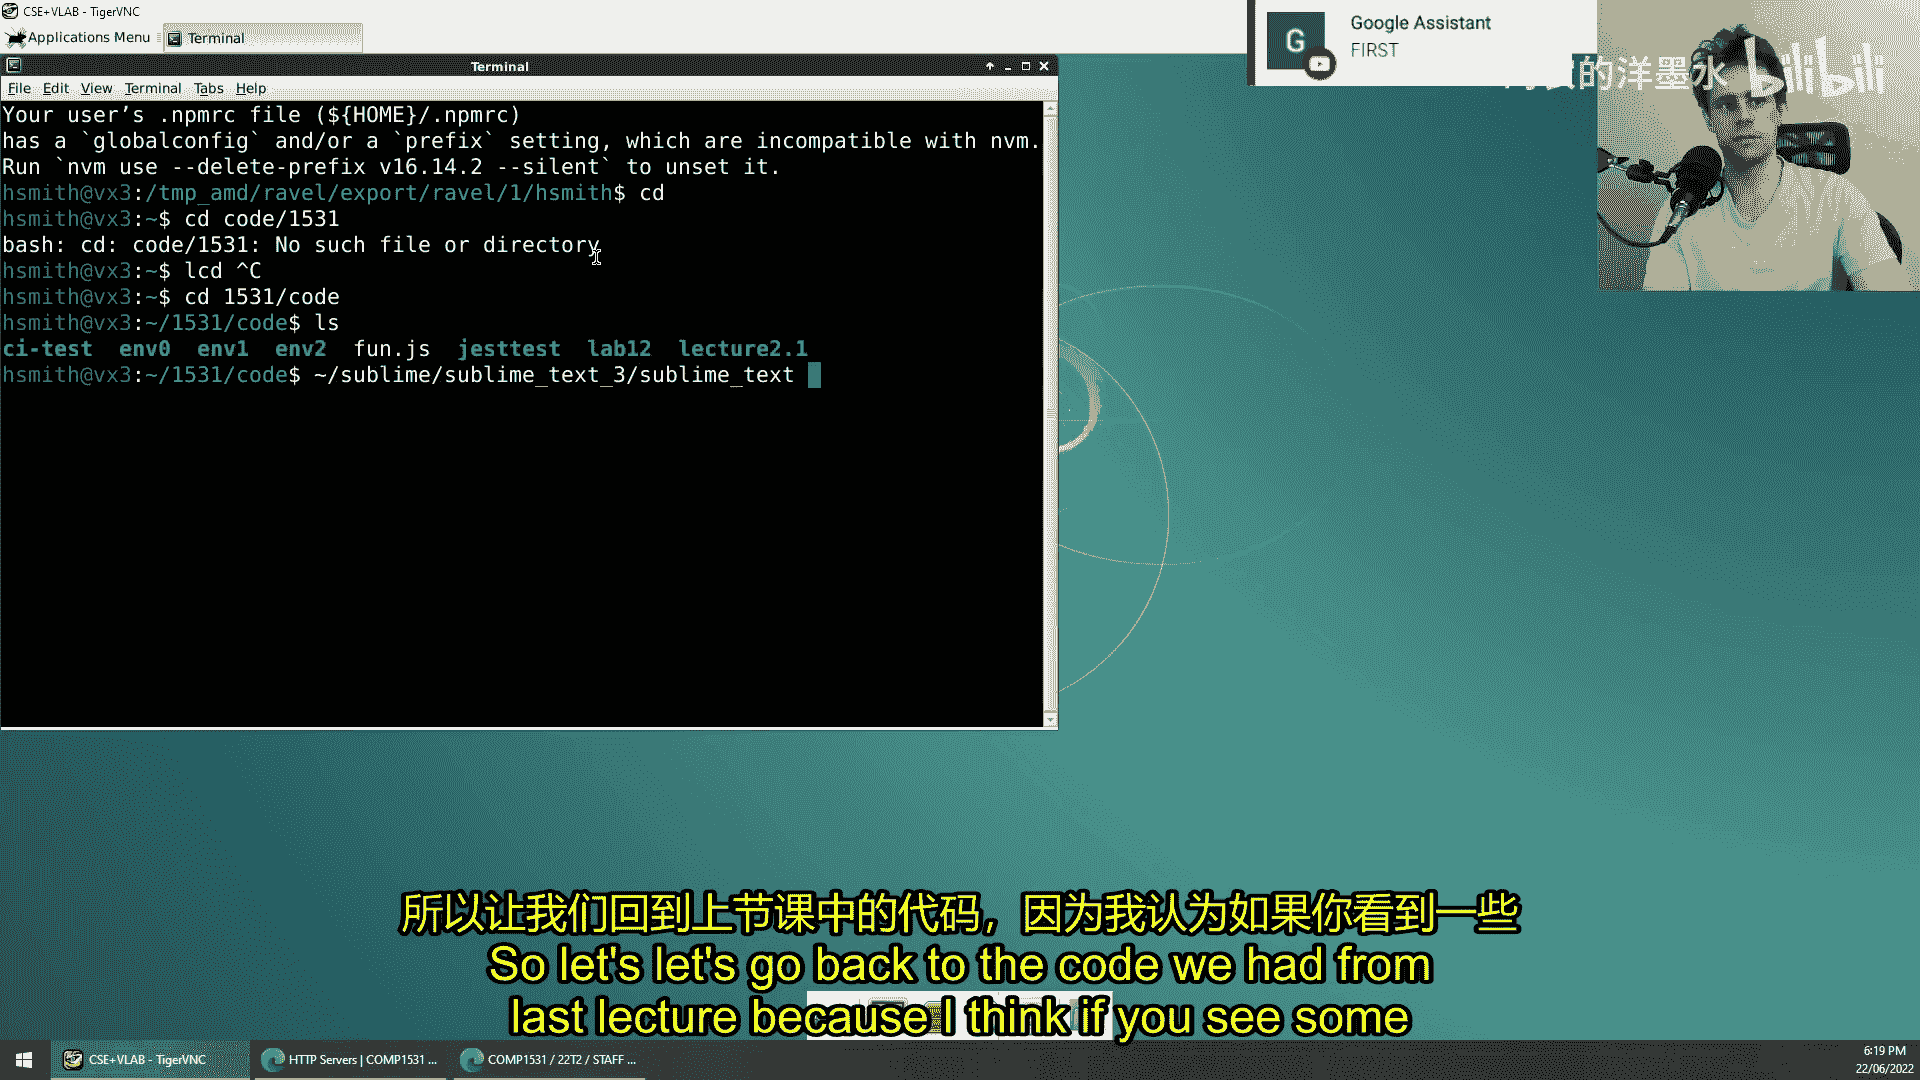 CSE+VLAB - TigerVNC
Applications Menu
Terminal
G
Google Assistant
FIRST
的洋墨水 bilibili
Terminal
File Edit View Terminal Tabs Help
Your user’s .npmrc file (${HOME}/.npmrc)
has a `globalconfig` and/or a `prefix` setting, which are incompatible with nvm.
Run `nvm use --delete-prefix v16.14.2 --silent` to unset it.
hsmith@vx3:/tmp_amd/ravel/export/ravel/1/hsmith$ cd
hsmith@vx3:~$ cd code/1531
bash: cd: code/1531: No such file or directory
hsmith@vx3:~$ lcd ^C
hsmith@vx3:~$ cd 1531/code
hsmith@vx3:~/1531/code$ ls
ci-test env0 env1 env2 fun.js jesttest lab12 lecture2.1
hsmith@vx3:~/1531/code$ ~/sublime/sublime_text_3/sublime_text
所以让我们回到上节课中的代码，因为我认为如果你看到一些
So let's let's go back to the code we had from
last lecture because I think if you see some
CSE+VLAB - TigerVNC
HTTP Servers | COMP1531 ...
COMP1531 / 22T2 / STAFF ...
6:19 PM
22/06/2022